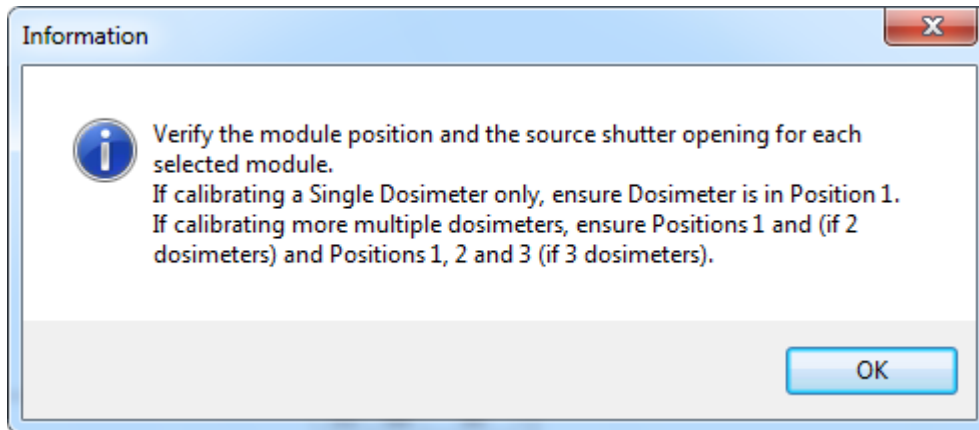 Information
Verify the module position and the source shutter opening for each
selected module.
If calibrating a Single Dosimeter only, ensure Dosimeter is in Position 1.
If calibrating more multiple dosimeters, ensure Positions 1 and (if 2
dosimeters) and Positions 1, 2 and 3 (if 3 dosimeters).
OK